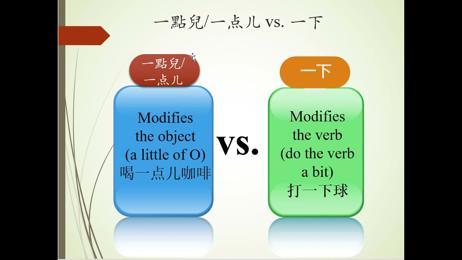 一點兒/一点儿 vs. 一下
一點兒/
一点儿
Modifies
the object
(a little of O)
喝一点儿咖啡
vs.
一下
Modifies
the verb
(do the verb
a bit)
打一下球